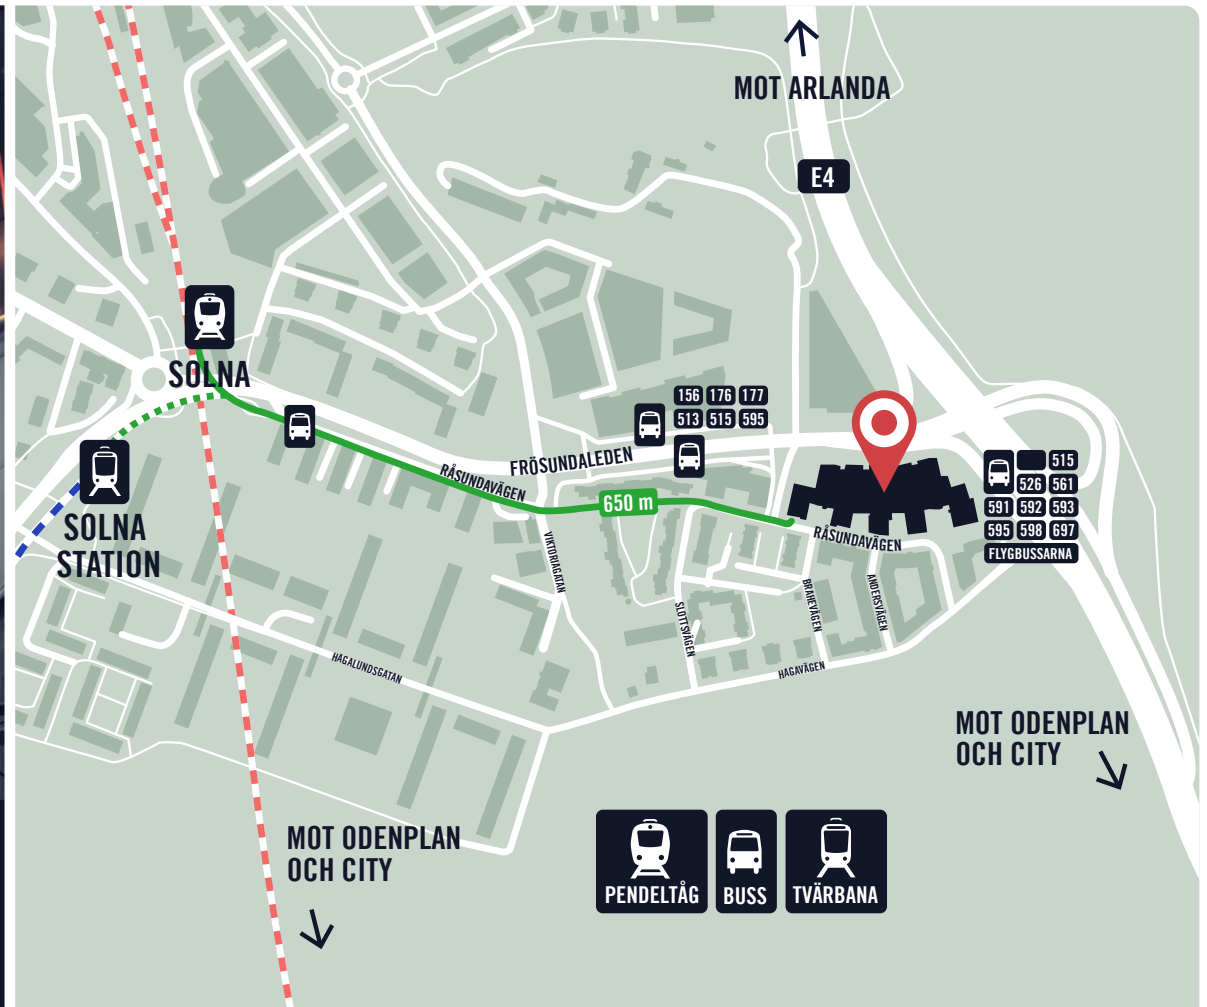 MOT ARLANDA
E4
SOLNA
156 176 177
513 515 595
FRÖSUNDALEDEN
RÅSUNDAVÄGEN
650 m
515
526 561
591 592 593
595 598 697
FLYGBUSSARNA
RÅSUNDAVÄGEN
SOLNA
STATION
VIKTORIAGATAN
SLOTTSVÄGEN
BRAHEVÄGEN
ANDERSVÄGEN
HAGALUNDSGATAN
HAGAVÄGEN
MOT ODENPLAN
OCH CITY
MOT ODENPLAN
OCH CITY
PENDELTÅG
BUSS
TVÄRBANA